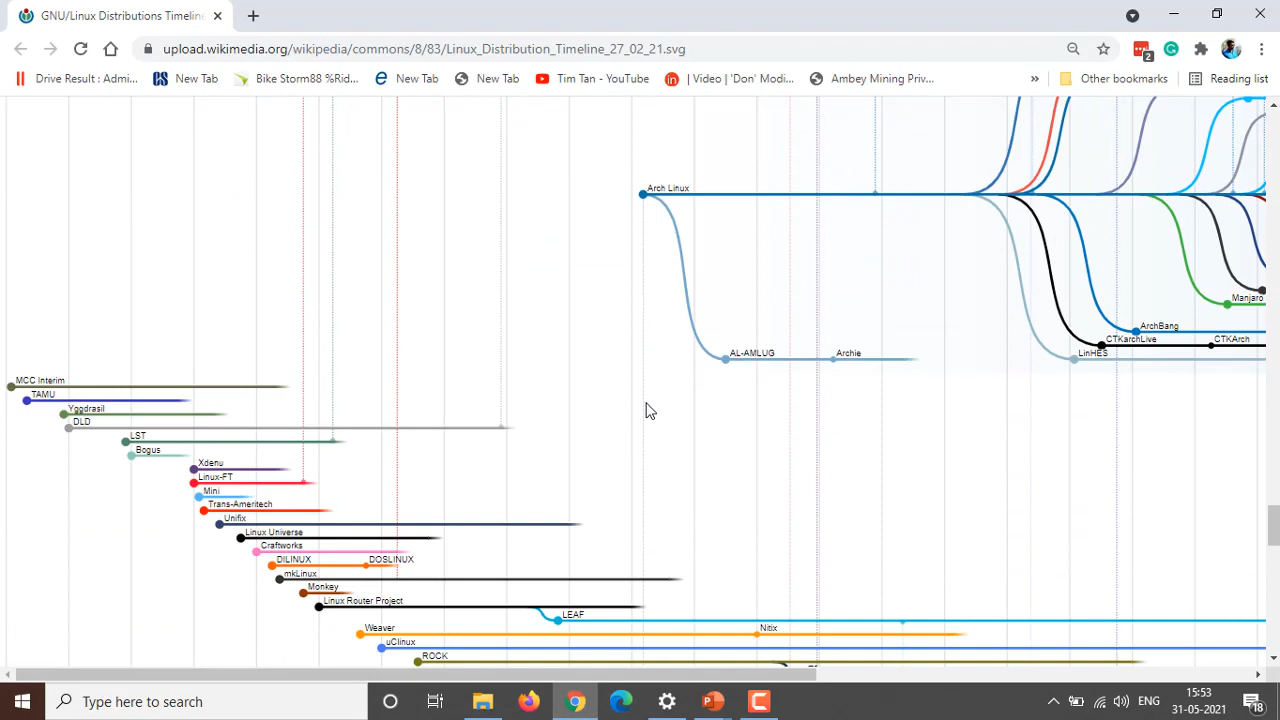 GNU/Linux Distributions Timeline
upload.wikimedia.org/wikipedia/commons/8/83/Linux_Distribution_Timeline_27_02_21.svg
2
Drive Result : Admi...
New Tab
Bike Storm88 %Rid...
New Tab
New Tab
Tim Tan - YouTube
| Video | 'Don' Modi...
Ambey Mining Priv...
»
Other bookmarks
Reading list
Arch Linux
Manjaro
ArchBang
CTKarchLive
CTKArch
AL-AMLUG
Archie
LinHES
MCC Interim
TAMU
Yggdrasil
DLD
LST
Bogus
Xdenu
Linux-FT
Mini
Trans-Ameritech
Unifix
Linux Universe
Craftworks
DILINUX
DOSLINUX
mkLinux
Monkey
Linux Router Project
LEAF
Weaver
Nitix
uClinux
ROCK
Type here to search
ENG
15:53
31-05-2021
18